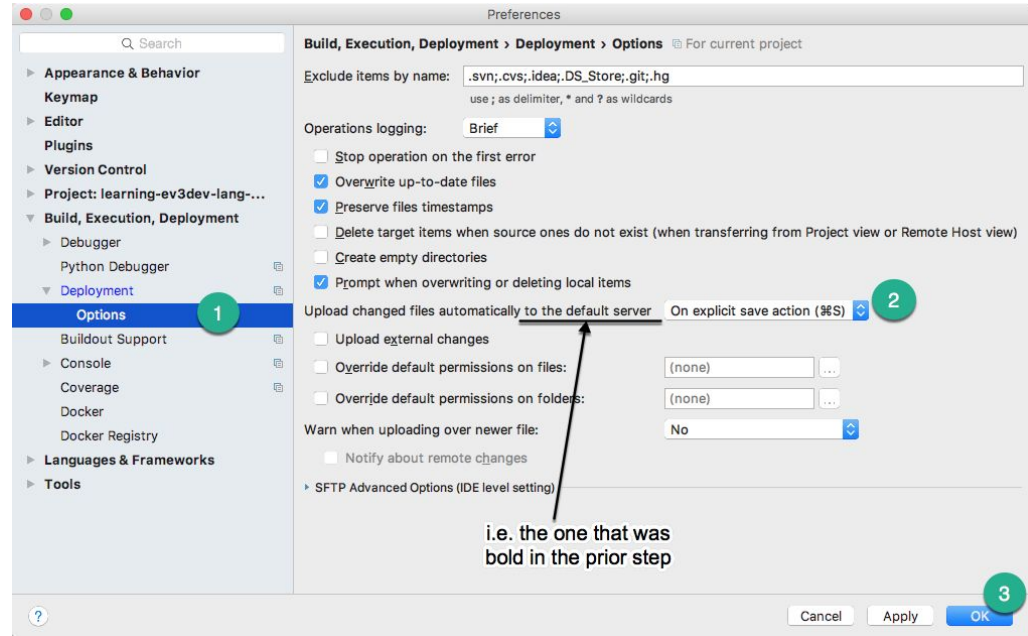 Preferences
Search
Appearance & Behavior
Keymap
Editor
Plugins
Version Control
Project: learning-ev3dev-lang-...
Build, Execution, Deployment
Debugger
Python Debugger
Deployment
Options
1
Buildout Support
Console
Coverage
Docker
Docker Registry
Languages & Frameworks
Tools
Build, Execution, Deployment › Deployment › Options For current project
Exclude items by name: .svn;.cvs;.idea;.DS_Store;.git;.hg
use ; as delimiter, * and ? as wildcards
Operations logging: Brief
Stop operation on the first error
Overwrite up-to-date files
Preserve files timestamps
Delete target items when source ones do not exist (when transferring from Project view or Remote Host view)
Create empty directories
Prompt when overwriting or deleting local items
Upload changed files automatically to the default server On explicit save action (⌘S) 2
Upload external changes
Override default permissions on files: (none) ...
Override default permissions on folders: (none) ...
Warn when uploading over newer file: No
Notify about remote changes
SFTP Advanced Options (IDE level setting)
i.e. the one that was
bold in the prior step
3
? Cancel Apply OK